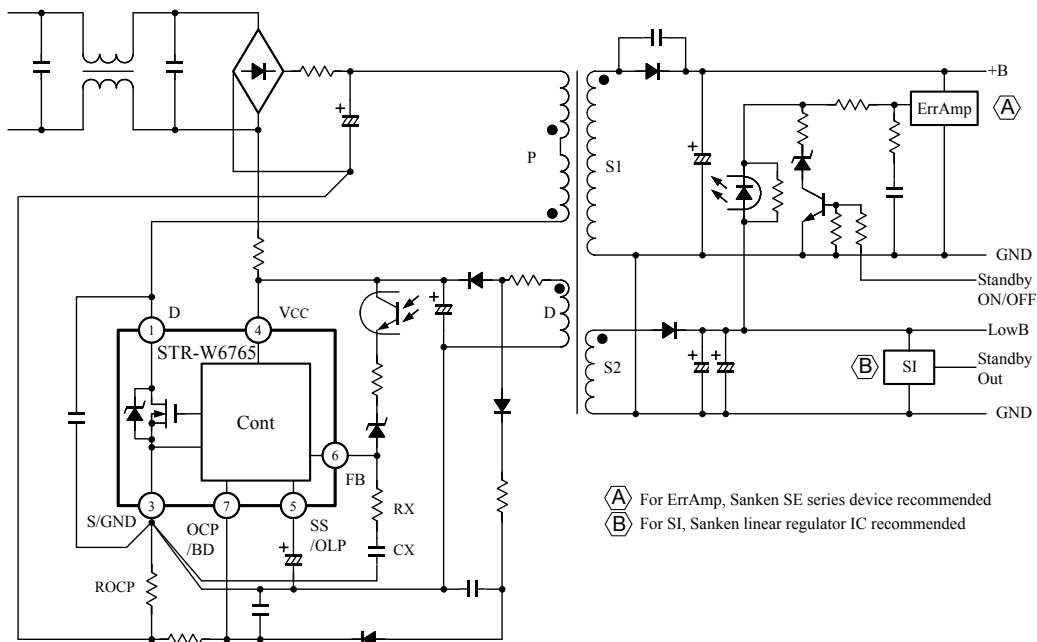 +B
ErrAmp
A
P
S1
GND
Standby
ON/OFF
D
VCC
D
LowB
1
4
STR-W6765
S2
B
SI
Standby
Out
Cont
GND
6
FB
3
7
5
S/GND
OCP
/BD
SS
/OLP
RX
CX
ROCP
A For ErrAmp, Sanken SE series device recommended
B For SI, Sanken linear regulator IC recommended
+
+
+
+
+
+